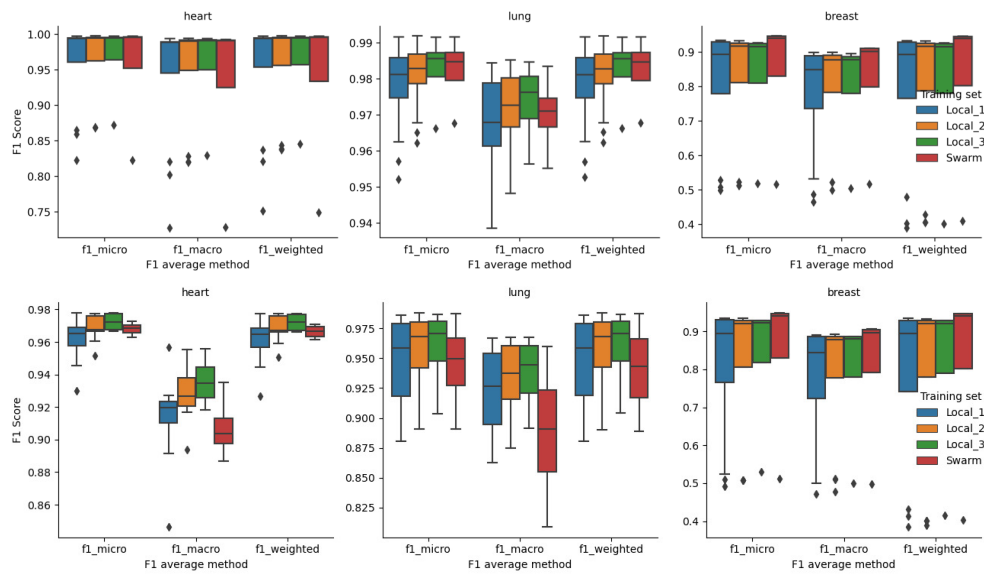 heart
lung
breast
1.00
0.95
0.90
0.85
0.80
0.75
F1 Score
f1_micro
f1_macro
f1_weighted
F1 average method
0.99
0.98
0.97
0.96
0.95
0.94
f1_micro
f1_macro
f1_weighted
F1 average method
0.9
0.8
0.7
0.6
0.5
0.4
f1_micro
f1_macro
f1_weighted
F1 average method
Training set
Local_1
Local_2
Local_3
Swarm
heart
lung
breast
0.98
0.96
0.94
0.92
0.90
0.88
0.86
F1 Score
f1_micro
f1_macro
f1_weighted
F1 average method
0.975
0.950
0.925
0.900
0.875
0.850
0.825
f1_micro
f1_macro
f1_weighted
F1 average method
0.9
0.8
0.7
0.6
0.5
0.4
f1_micro
f1_macro
f1_weighted
F1 average method
Training set
Local_1
Local_2
Local_3
Swarm